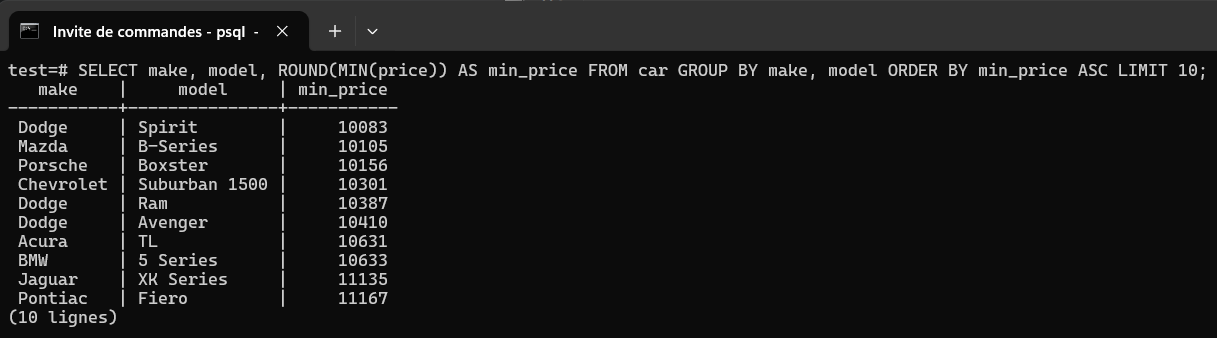 Invite de commandes - psql -
test=# SELECT make, model, ROUND(MIN(price)) AS min_price FROM car GROUP BY make, model ORDER BY min_price ASC LIMIT 10;
   make    |     model     | min_price
-----------+---------------+-----------
 Dodge     | Spirit        |     10083
 Mazda     | B-Series      |     10105
 Porsche   | Boxster       |     10156
 Chevrolet | Suburban 1500 |     10301
 Dodge     | Ram           |     10387
 Dodge     | Avenger       |     10410
 Acura     | TL            |     10631
 BMW       | 5 Series      |     10633
 Jaguar    | XK Series     |     11135
 Pontiac   | Fiero         |     11167
(10 lignes)